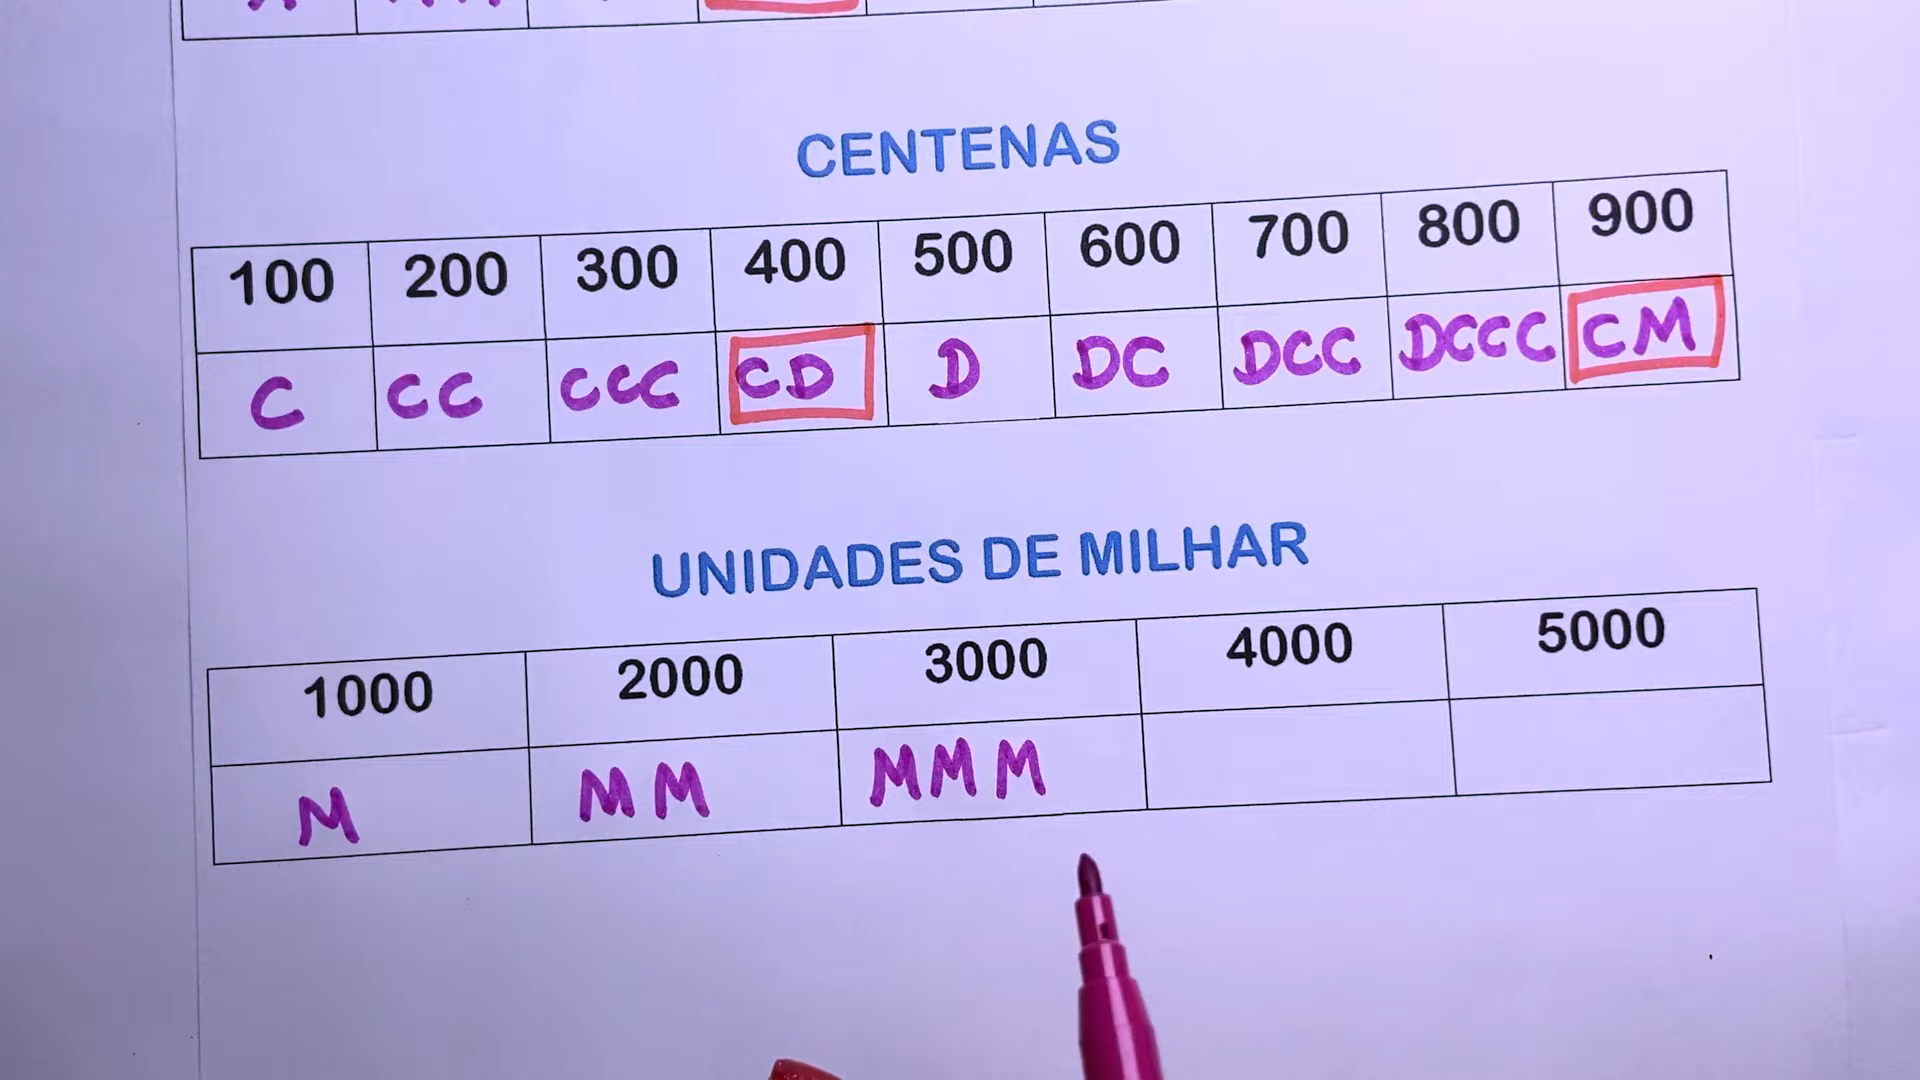 CENTENAS
100 200 300 400 500 600 700 800 900
C CC CCC CD D DC DCC DCCC CM
UNIDADES DE MILHAR
1000 2000 3000 4000 5000
M MM MMM